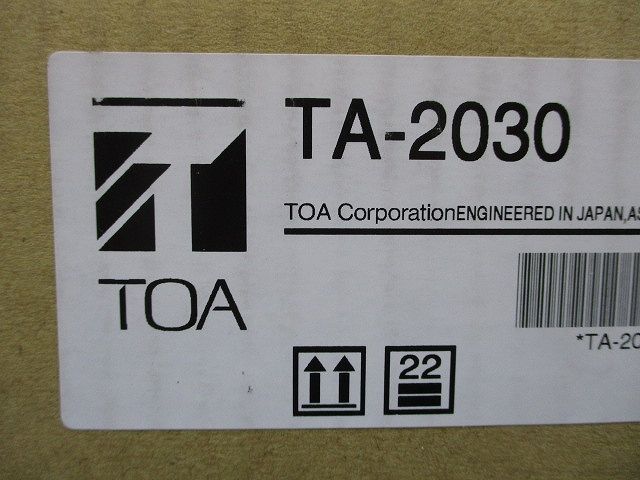 TA-2030
TOA CorporationENGINEERED IN JAPAN,AS
TOA
*TA-20
22